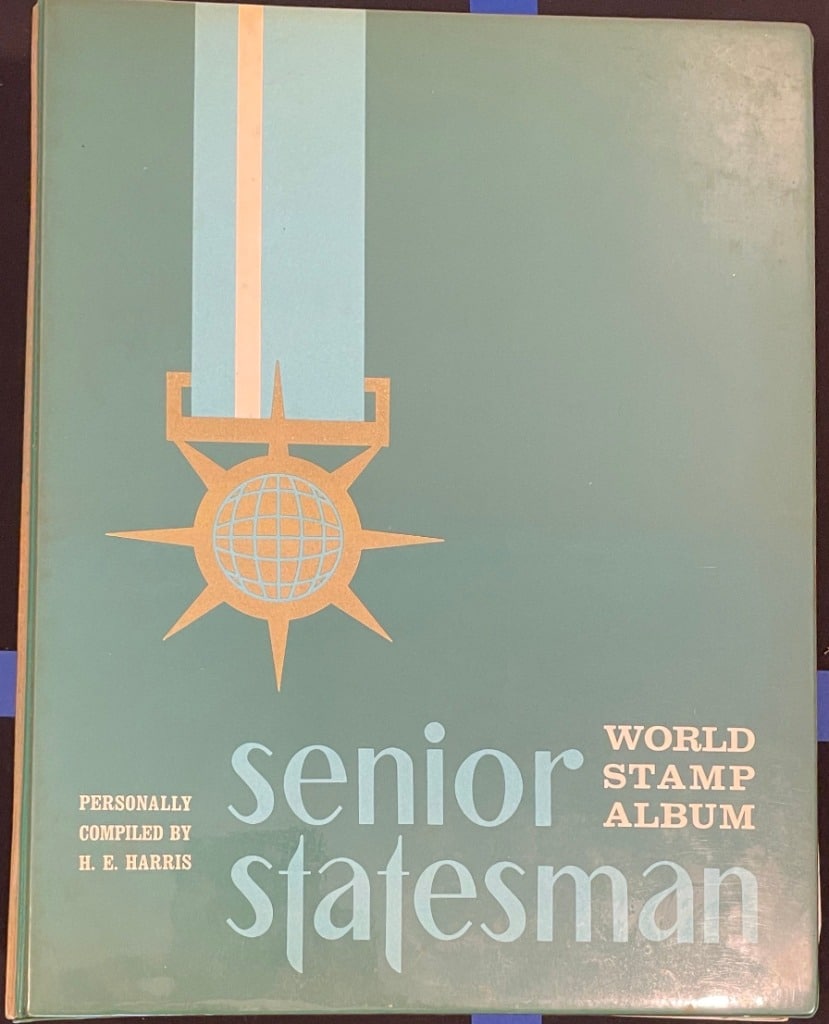 senior
statesman
WORLD
STAMP
ALBUM
PERSONALLY
COMPILED BY
H. E. HARRIS